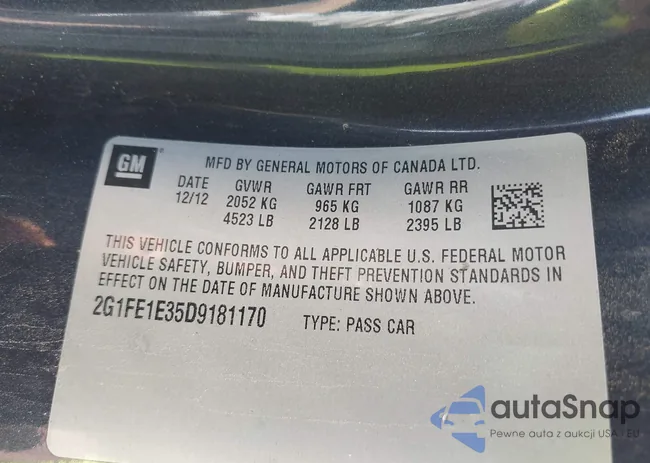 GM
MFD BY GENERAL MOTORS OF CANADA LTD.
DATE GVWR GAWR FRT GAWR RR
12/12 2052 KG 965 KG 1087 KG
4523 LB 2128 LB 2395 LB
THIS VEHICLE CONFORMS TO ALL APPLICABLE U.S. FEDERAL MOTOR
VEHICLE SAFETY, BUMPER, AND THEFT PREVENTION STANDARDS IN
EFFECT ON THE DATE OF MANUFACTURE SHOWN ABOVE.
2G1FE1E35D9181170 TYPE: PASS CAR
autaSnap
Pewne auta z aukcji USA - EU